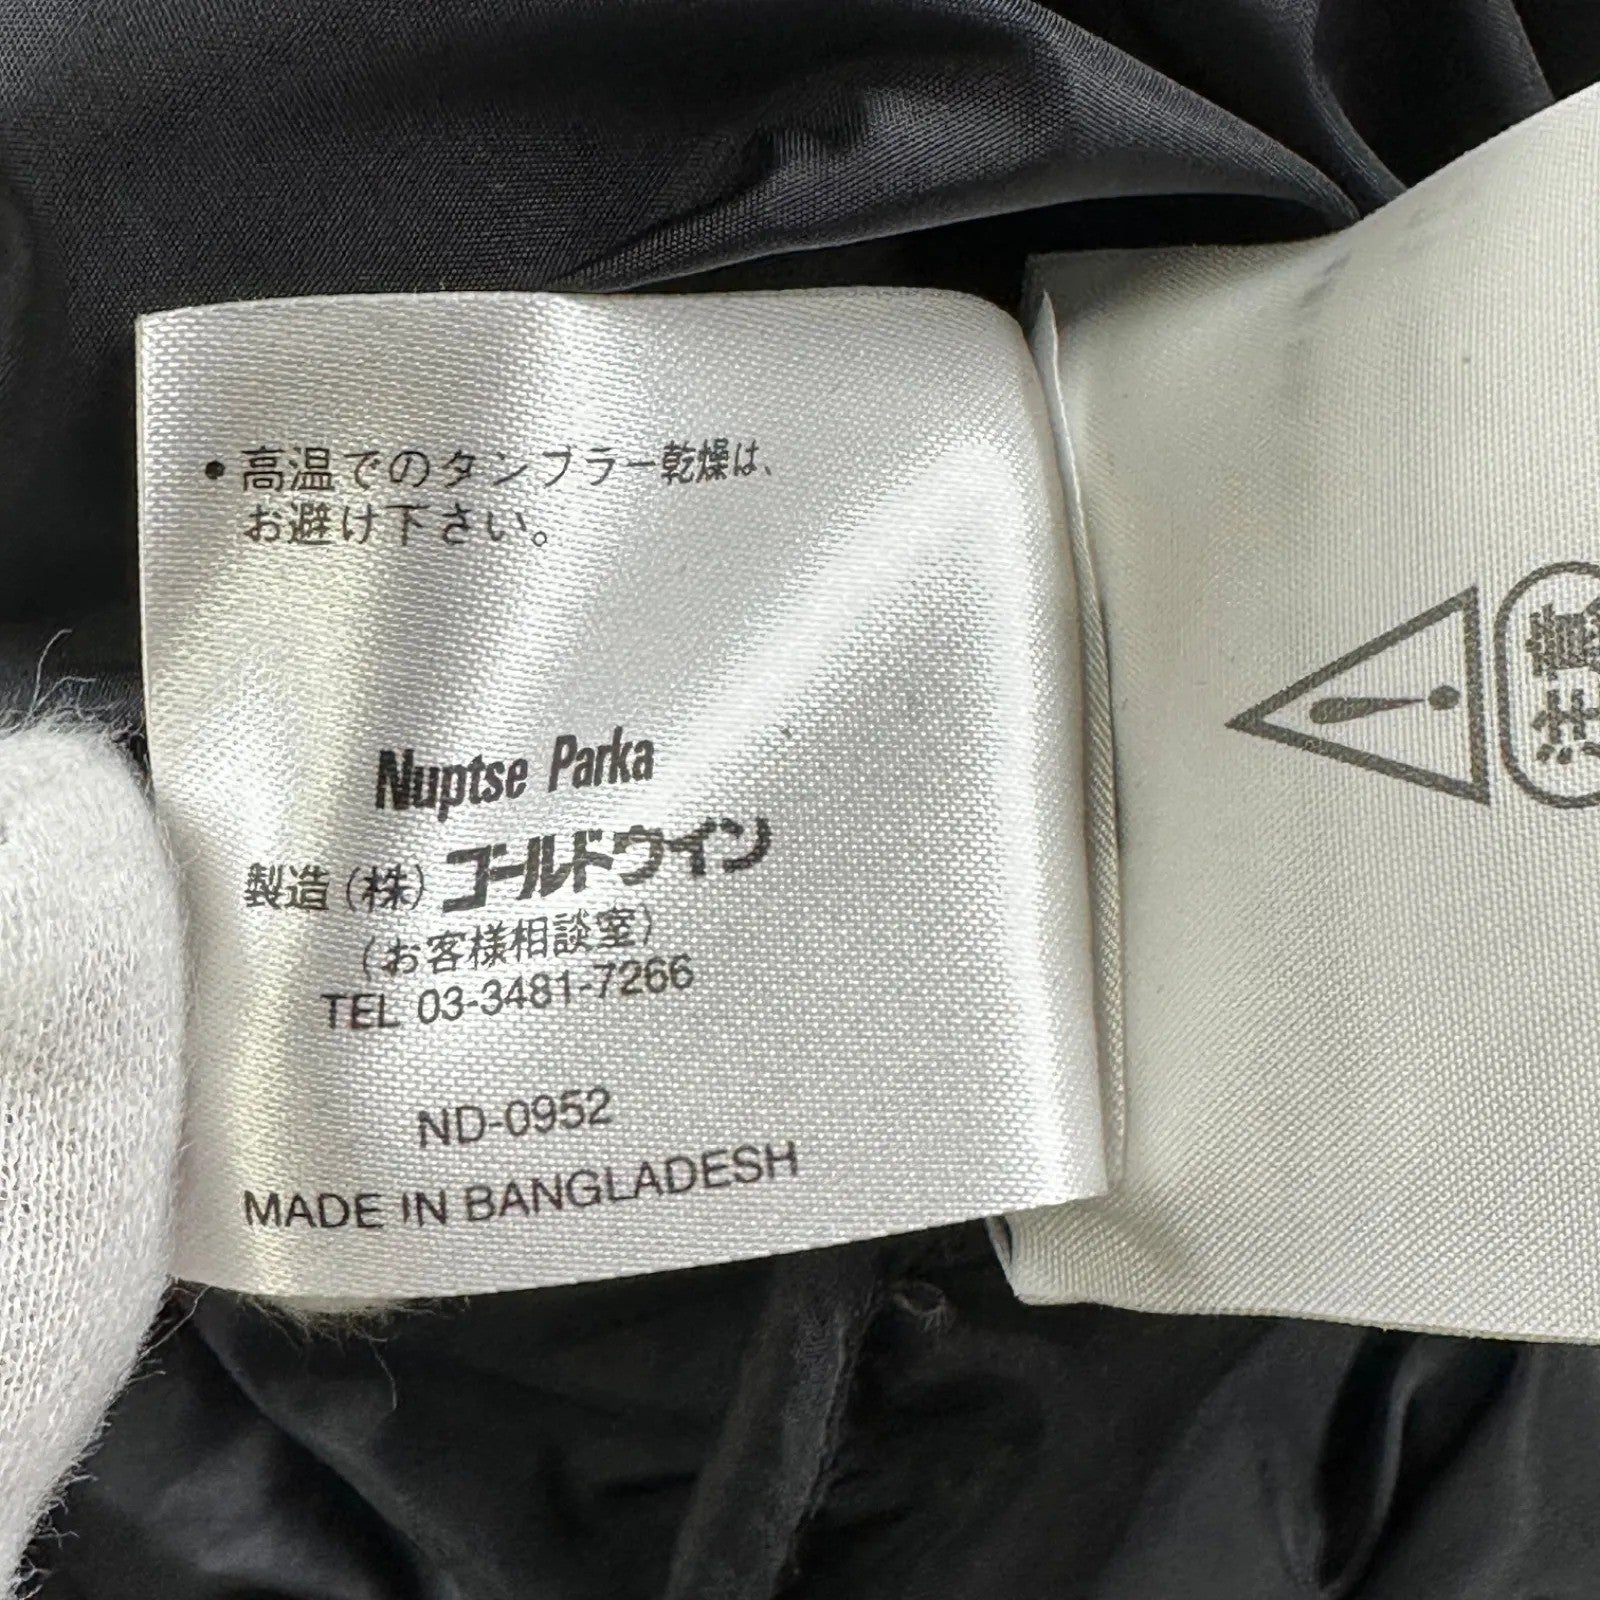 ・高温でのタンブラー乾燥は、
お避け下さい。
Nuptse Parka
製造(株)ゴールドウイン
(お客様相談室)
TEL 03-3481-7266
ND-0952
MADE IN BANGLADESH
注意